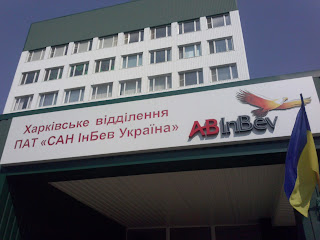 Харківське відділення
ПАТ «САН ІнБев Україна»
ABInBev